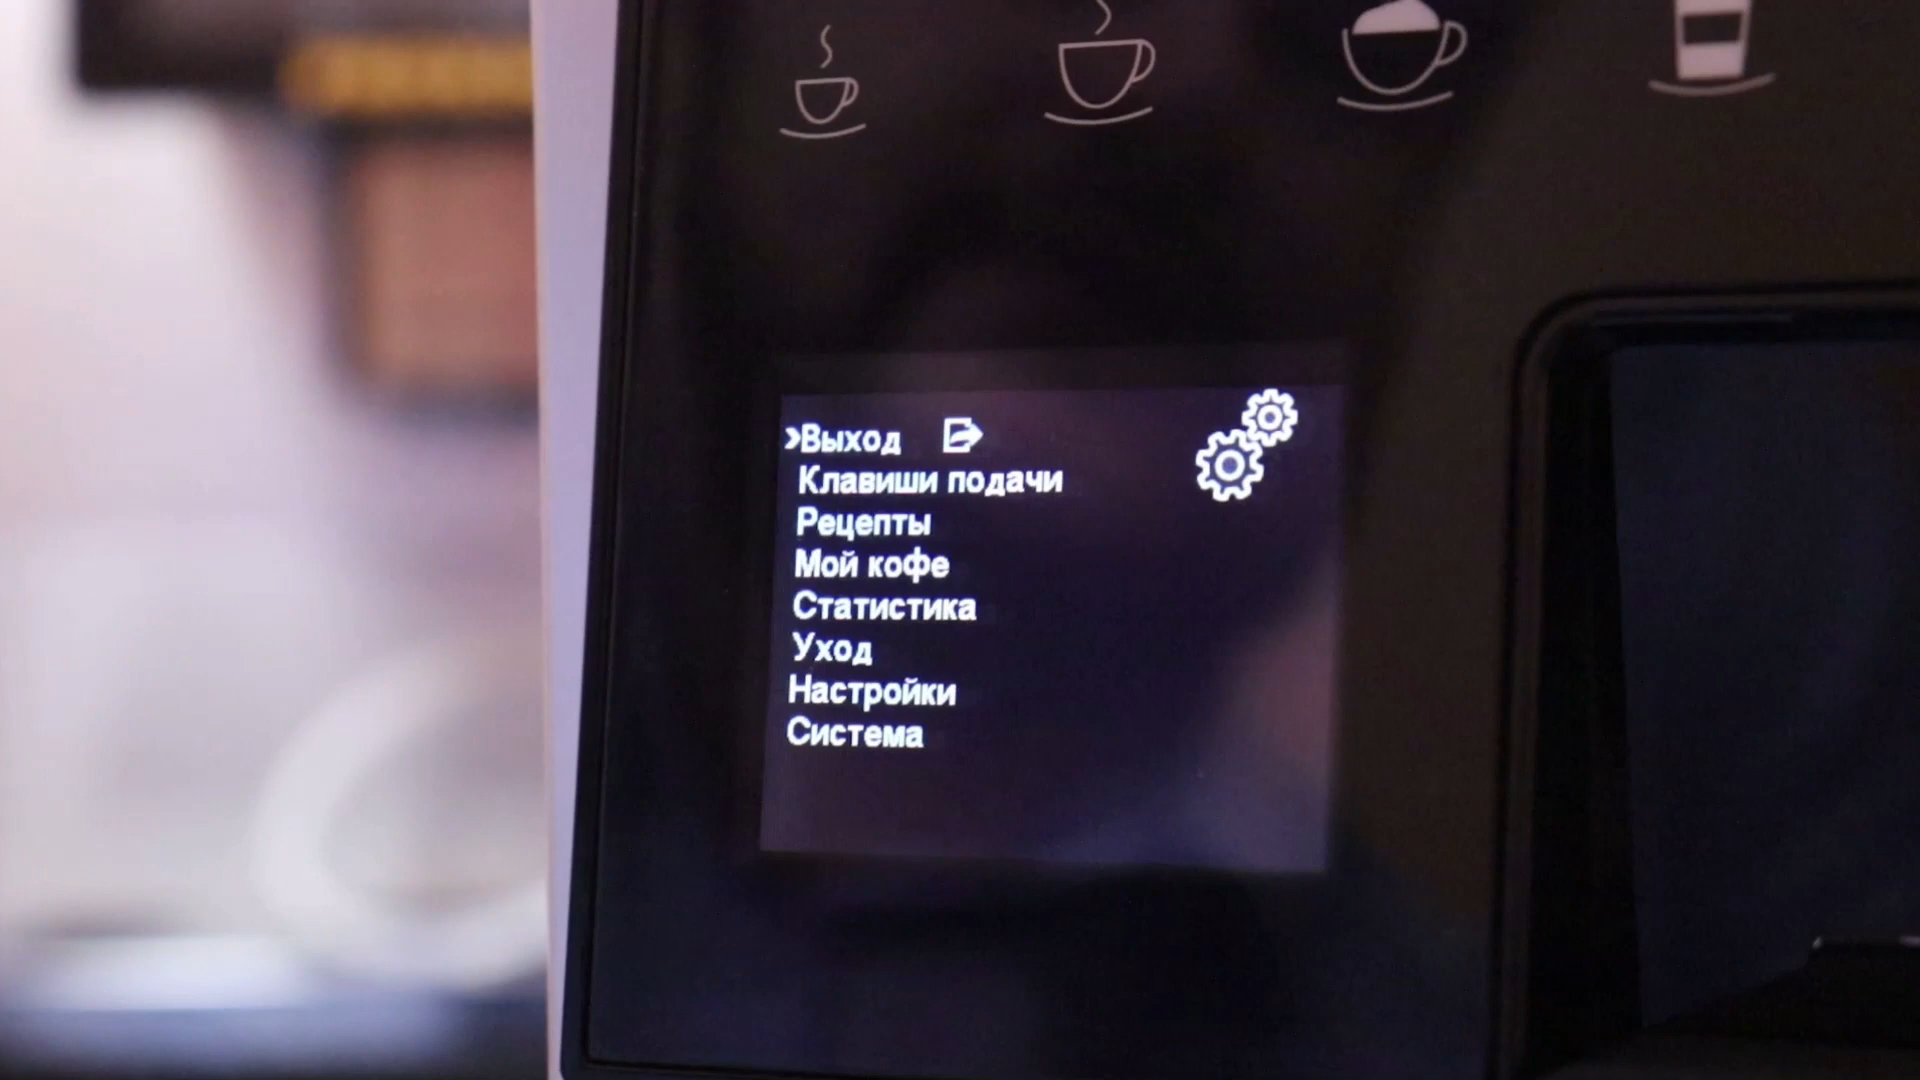 ›Выход
Клавиши подачи
Рецепты
Мой кофе
Статистика
Уход
Настройки
Система